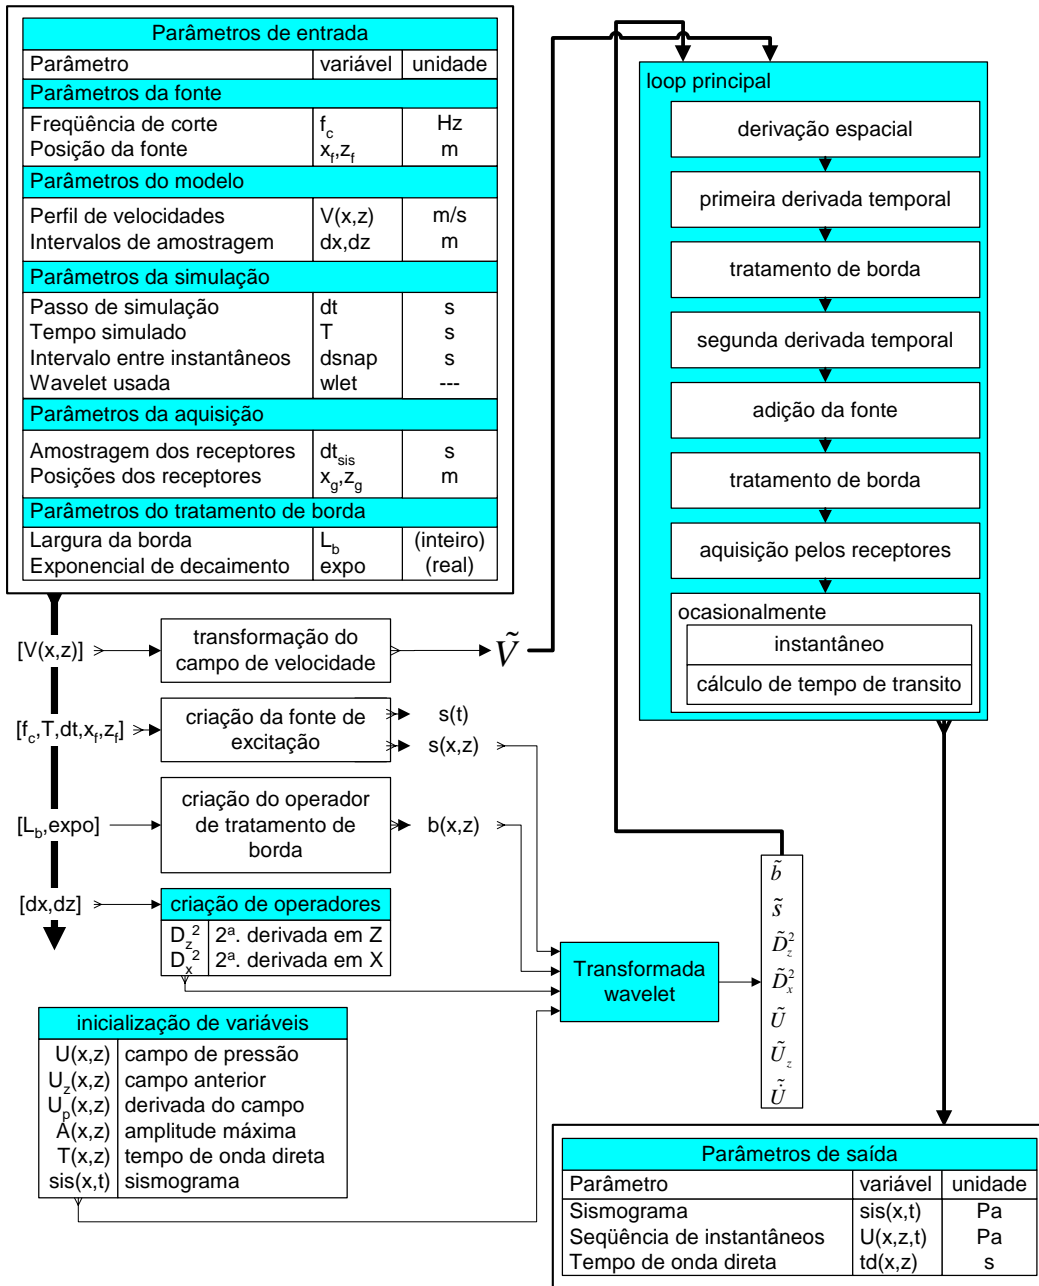 Parâmetros de entrada
Parâmetro variável unidade
Parâmetros da fonte
Freqüência de corte f_c Hz
Posição da fonte x_f,z_f m
Parâmetros do modelo
Perfil de velocidades V(x,z) m/s
Intervalos de amostragem dx,dz m
Parâmetros da simulação
Passo de simulação dt s
Tempo simulado T s
Intervalo entre instantâneos dsnap s
Wavelet usada wlet ---
Parâmetros da aquisição
Amostragem dos receptores dt_sis s
Posições dos receptores x_g,z_g m
Parâmetros do tratamento de borda
Largura da borda L_b (inteiro)
Exponencial de decaimento expo (real)
loop principal
derivação espacial
primeira derivada temporal
tratamento de borda
segunda derivada temporal
adição da fonte
tratamento de borda
aquisição pelos receptores
ocasionalmente
instantâneo
cálculo de tempo de transito
[V(x,z)]
transformação do
campo de velocidade
Ṽ
[f_c,T,dt,x_f,z_f]
criação da fonte de
excitação
s(t)
s(x,z)
[L_b,expo]
criação do operador
de tratamento de
borda
b(x,z)
[dx,dz]
criação de operadores
D_z² 2ª. derivada em Z
D_x² 2ª. derivada em X
Transformada
wavelet
b̃
s̃
D̃_z²
D̃_x²
Ũ
Ũ_z
Ũ̇
inicialização de variáveis
U(x,z) campo de pressão
U_z(x,z) campo anterior
U_p(x,z) derivada do campo
A(x,z) amplitude máxima
T(x,z) tempo de onda direta
sis(x,t) sismograma
Parâmetros de saída
Parâmetro variável unidade
Sismograma sis(x,t) Pa
Seqüência de instantâneos U(x,z,t) Pa
Tempo de onda direta td(x,z) s